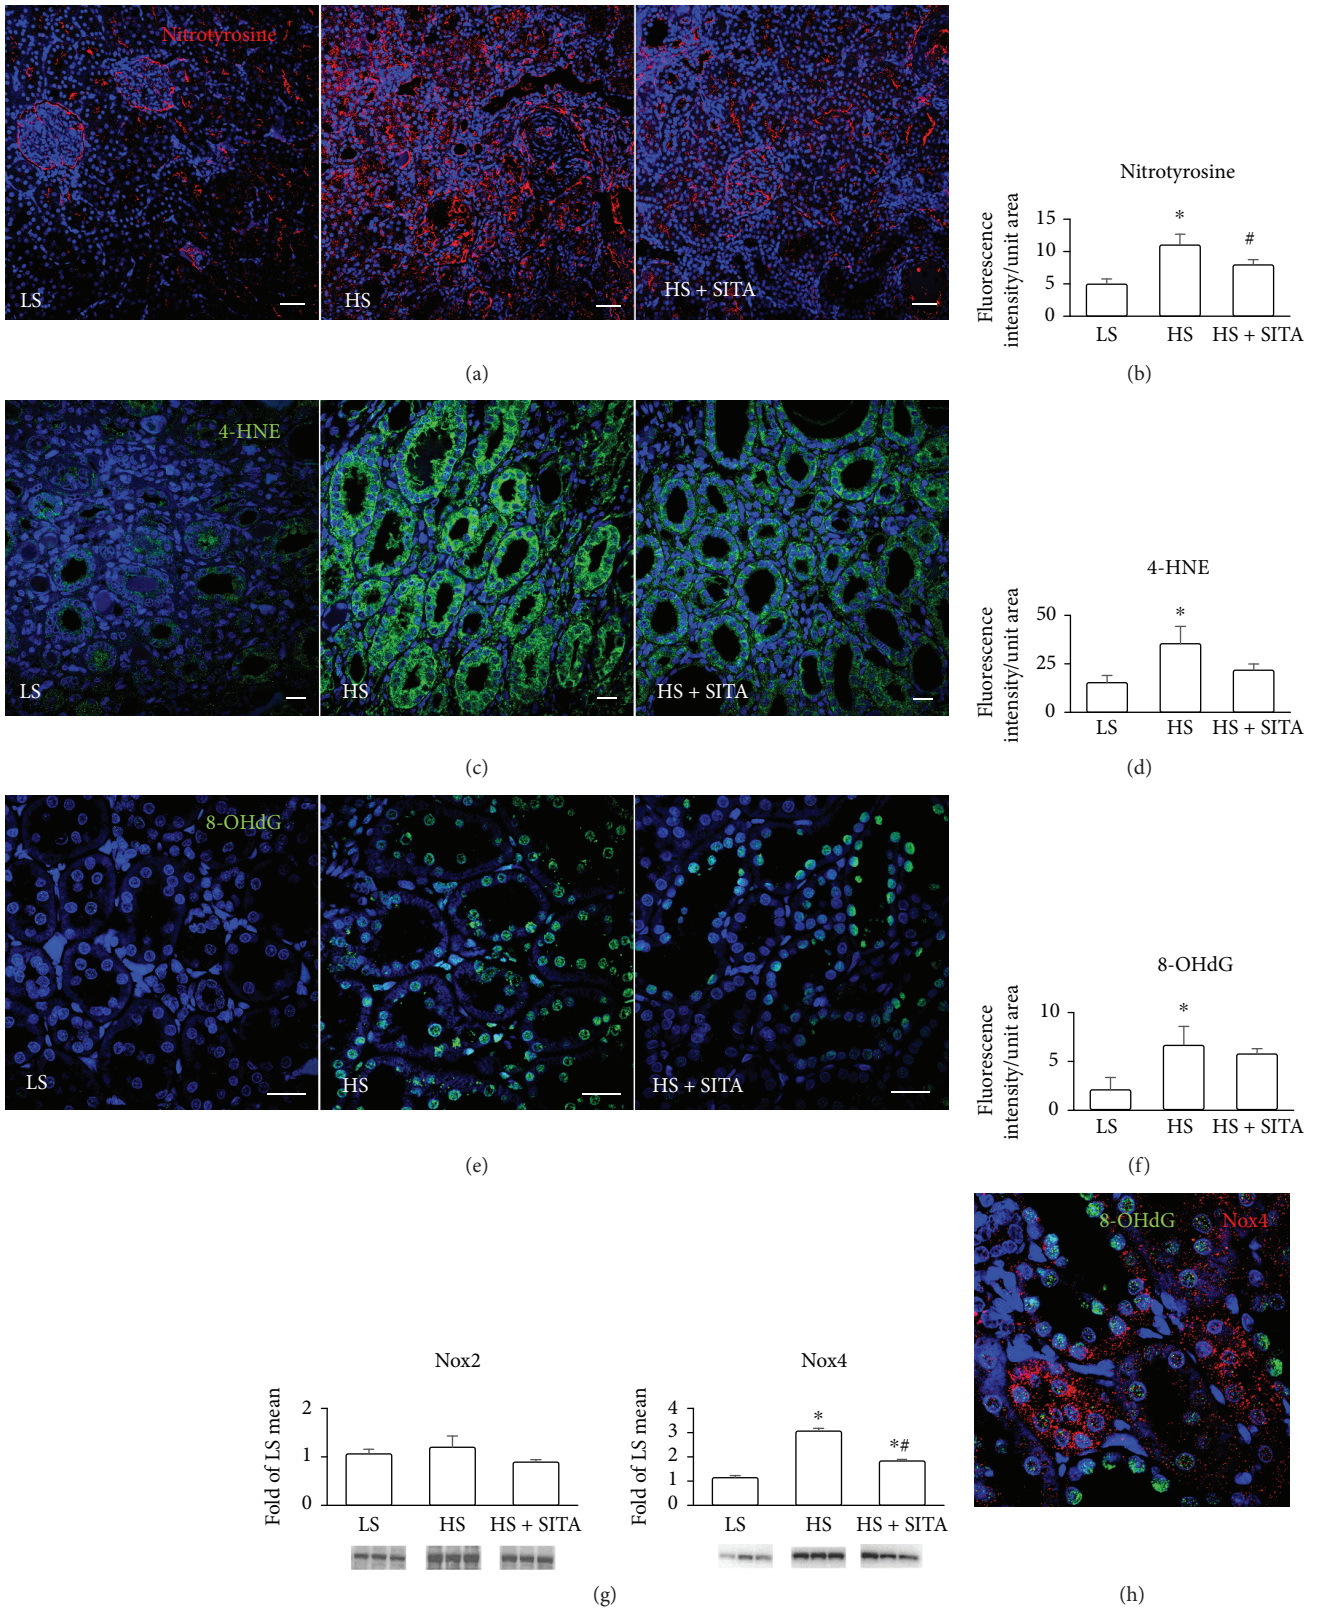 Nitrotyrosine
LS
HS
HS + SITA
(a)
Nitrotyrosine
Fluorescence
intensity/unit area
15
10
5
0
*
#
LS HS HS + SITA
(b)
4-HNE
LS
HS
HS + SITA
(c)
4-HNE
Fluorescence
intensity/unit area
50
25
0
*
LS HS HS + SITA
(d)
8-OHdG
LS
HS
HS + SITA
(e)
8-OHdG
Fluorescence
intensity/unit area
10
5
0
*
LS HS HS + SITA
(f)
Nox2
Fold of LS mean
2
1
0
LS HS HS + SITA
Nox4
Fold of LS mean
4
3
2
1
0
*
*#
LS HS HS + SITA
(g)
8-OHdG Nox4
(h)